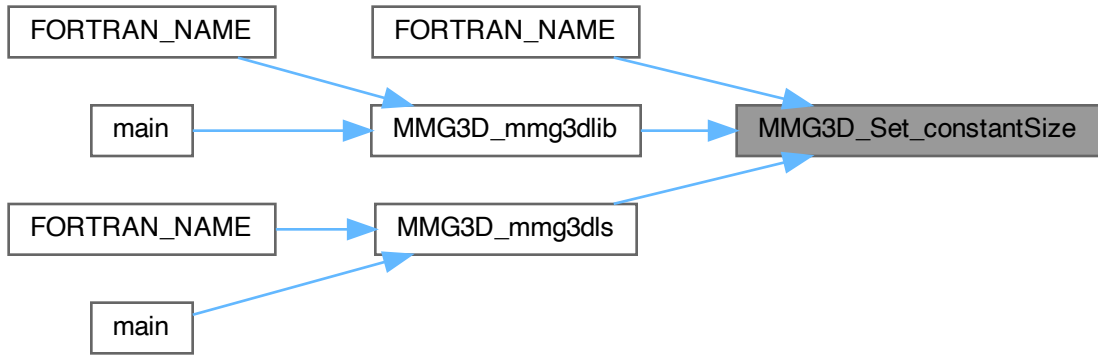 FORTRAN_NAME
FORTRAN_NAME
main
MMG3D_mmg3dlib
MMG3D_Set_constantSize
FORTRAN_NAME
MMG3D_mmg3dls
main